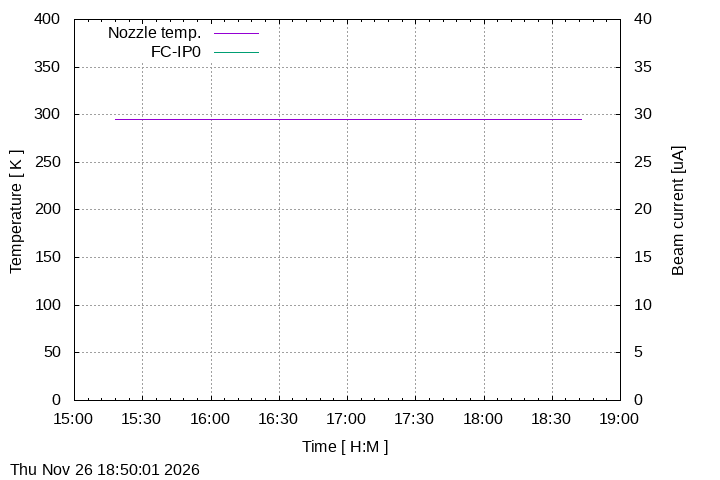 400
350
300
250
200
150
100
50
0
40
35
30
25
20
15
10
5
0
Nozzle temp.
FC-IP0
Temperature [ K ]
Beam current [uA]
15:00 15:30 16:00 16:30 17:00 17:30 18:00 18:30 19:00
Time [ H:M ]
Thu Nov 26 18:50:01 2026